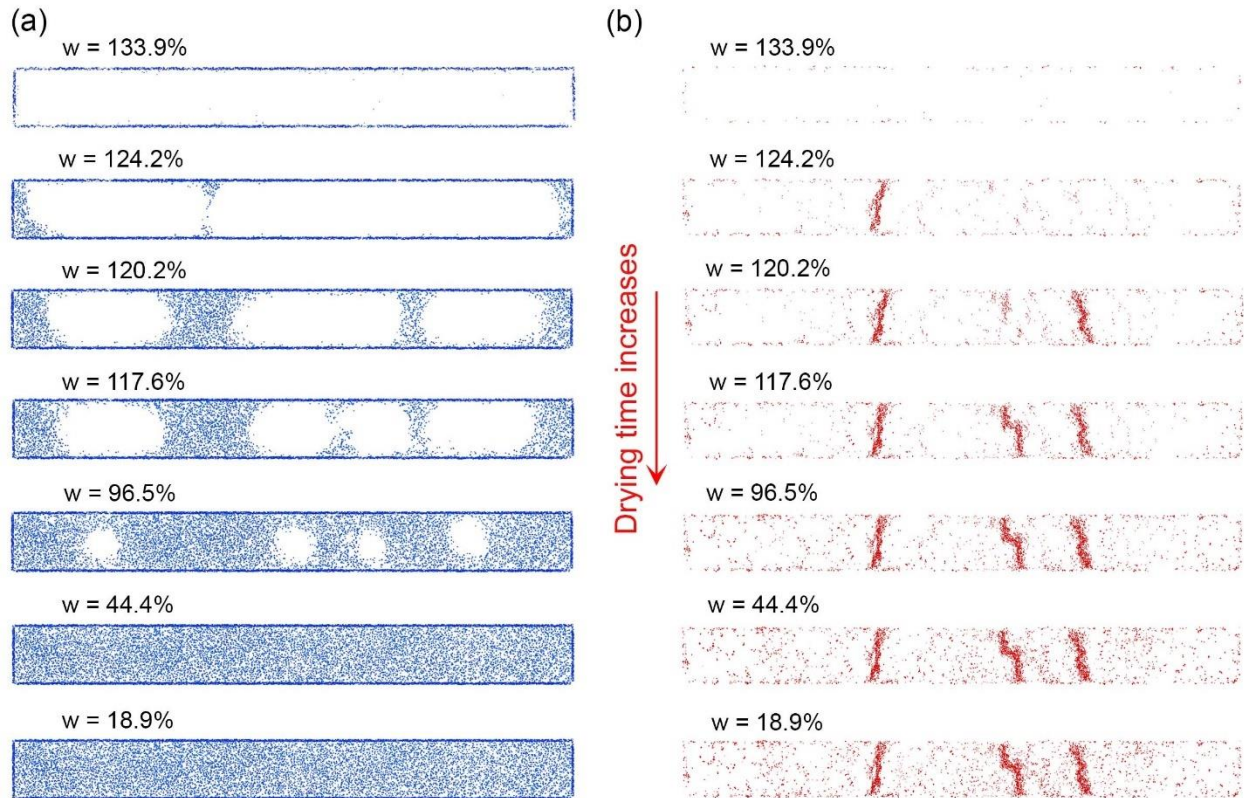 (a)
w = 133.9%
w = 124.2%
w = 120.2%
w = 117.6%
w = 96.5%
w = 44.4%
w = 18.9%
Drying time increases
(b)
w = 133.9%
w = 124.2%
w = 120.2%
w = 117.6%
w = 96.5%
w = 44.4%
w = 18.9%